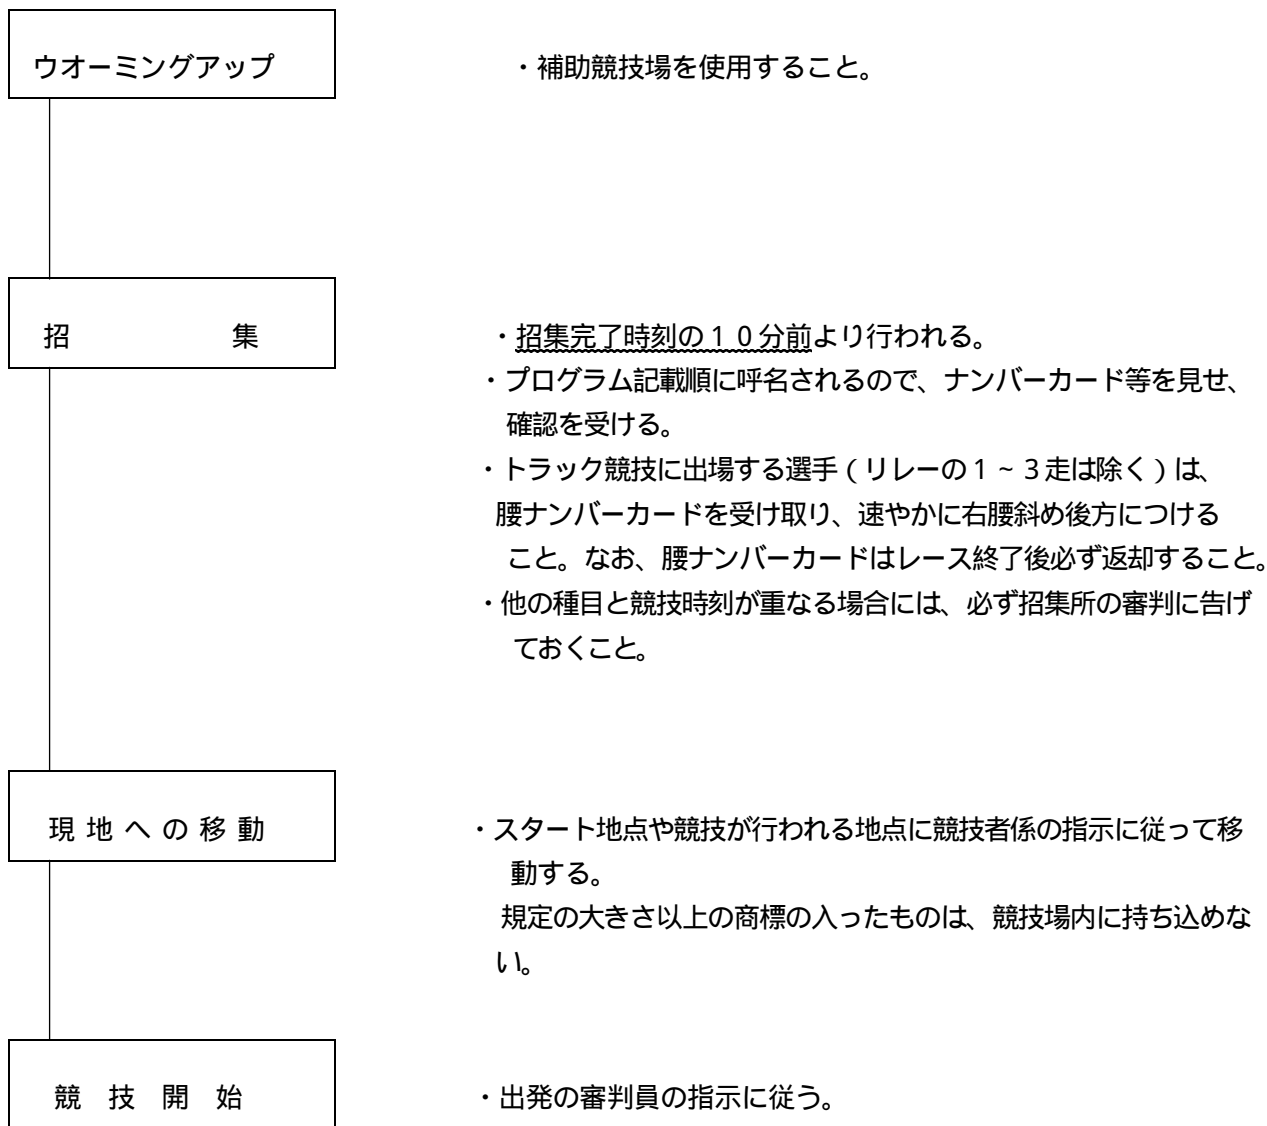 ウオーミングアップ ・補助競技場を使用すること。
招 集 ・招集完了時刻の１０分前より行われる。
・プログラム記載順に呼名されるので、ナンバーカード等を見せ、
確認を受ける。
・トラック競技に出場する選手（リレーの１～３走は除く）は、
腰ナンバーカードを受け取り、速やかに右腰斜め後方につける
こと。なお、腰ナンバーカードはレース終了後必ず返却すること。
・他の種目と競技時刻が重なる場合には、必ず招集所の審判に告げ
ておくこと。
現 地 へ の 移 動 ・スタート地点や競技が行われる地点に競技者係の指示に従って移
動する。
規定の大きさ以上の商標の入ったものは、競技場内に持ち込めな
い。
競 技 開 始 ・出発の審判員の指示に従う。